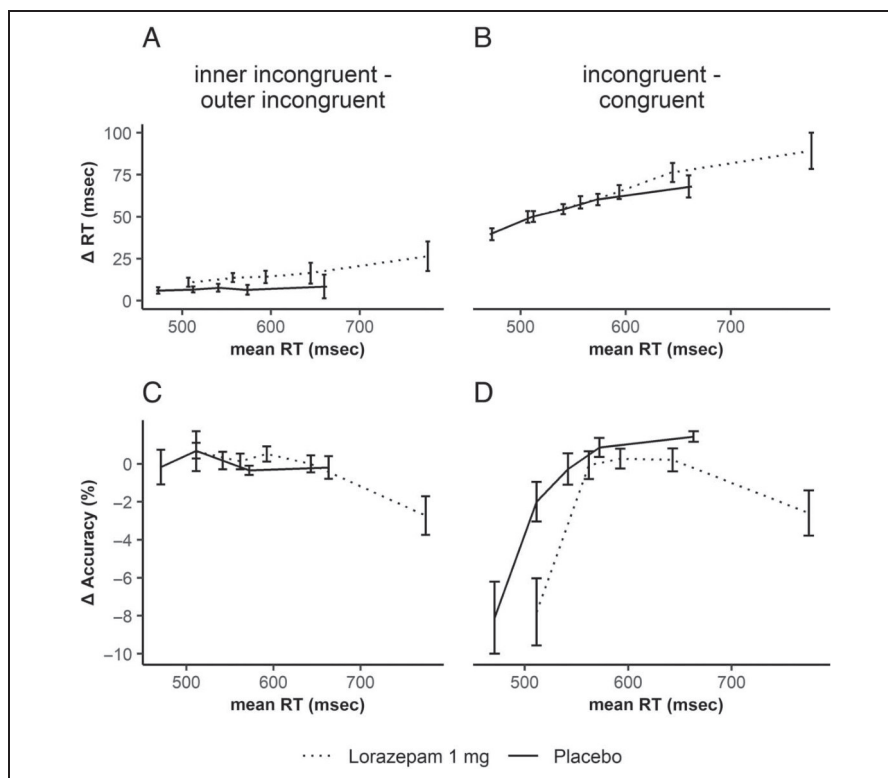 A
B
inner incongruent -
outer incongruent
incongruent -
congruent
100
75
50
25
0
Δ RT (msec)
500 600 700
mean RT (msec)
500 600 700
mean RT (msec)
C
D
0
−2
−4
−6
−8
−10
Δ Accuracy (%)
500 600 700
mean RT (msec)
500 600 700
mean RT (msec)
Lorazepam 1 mg Placebo